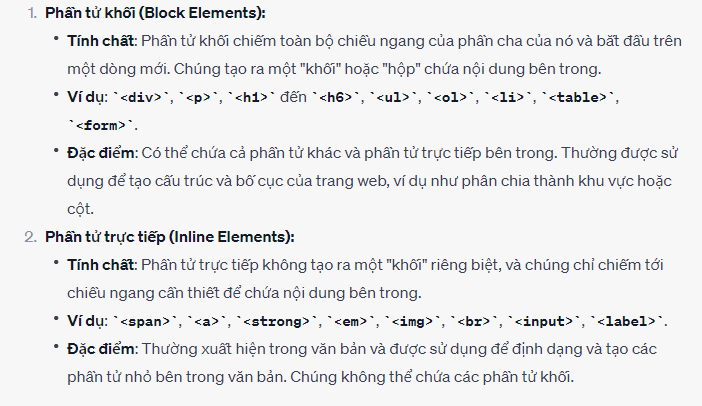 1. Phần tử khối (Block Elements):
• Tính chất: Phần tử khối chiếm toàn bộ chiều ngang của phần cha của nó và bắt đầu trên
một dòng mới. Chúng tạo ra một "khối" hoặc "hộp" chứa nội dung bên trong.
• Ví dụ: `<div>`, `<p>`, `<h1>` đến `<h6>`, `<ul>`, `<ol>`, `<li>`, `<table>`,
`<form>`.
• Đặc điểm: Có thể chứa cả phần tử khác và phần tử trực tiếp bên trong. Thường được sử
dụng để tạo cấu trúc và bố cục của trang web, ví dụ như phân chia thành khu vực hoặc
cột.
2. Phần tử trực tiếp (Inline Elements):
• Tính chất: Phần tử trực tiếp không tạo ra một "khối" riêng biệt, và chúng chỉ chiếm tới
chiều ngang cần thiết để chứa nội dung bên trong.
• Ví dụ: `<span>`, `<a>`, `<strong>`, `<em>`, `<img>`, `<br>`, `<input>`, `<label>`.
• Đặc điểm: Thường xuất hiện trong văn bản và được sử dụng để định dạng và tạo các
phần tử nhỏ bên trong văn bản. Chúng không thể chứa các phần tử khối.